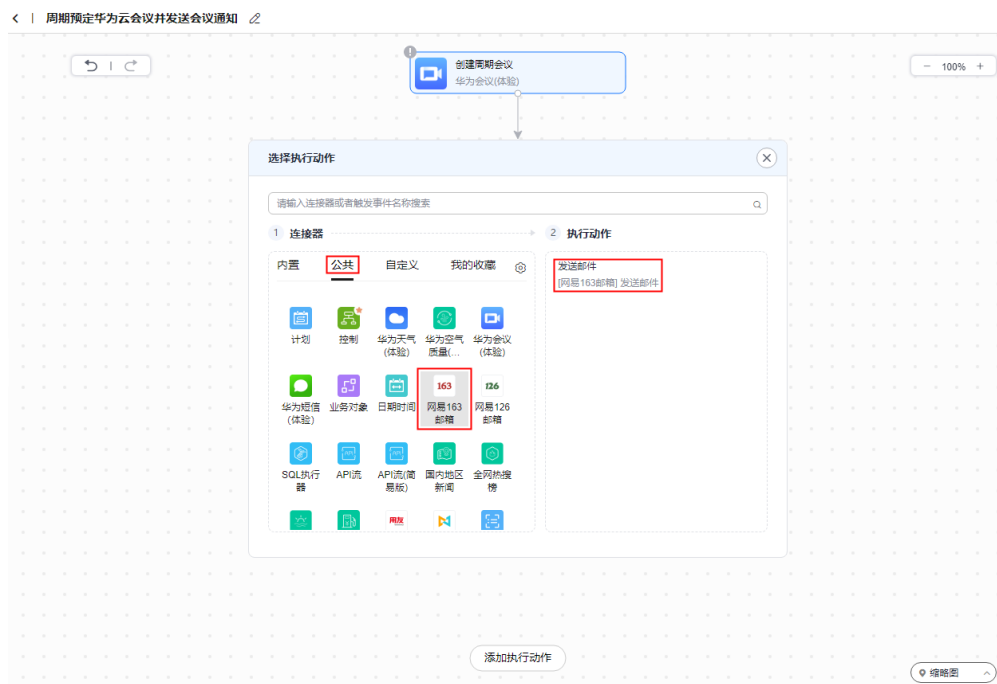 周期预定华为云会议并发送会议通知
创建周期会议
华为会议(体验)
100%
选择执行动作
请输入连接器或者触发事件名称搜索
1 连接器
2 执行动作
内置 公共 自定义 我的收藏
发送邮件
[网易163邮箱] 发送邮件
计划 控制 华为天气 华为空气 华为会议
(体验) 质量(... (体验)
163 126
华为短信 业务对象 日期时间 网易163 网易126
(体验) 邮箱 邮箱
SQL执行 API流 API流(简 国内地区 全网热搜
器 易版) 新闻 榜
用友
添加执行动作
缩略图